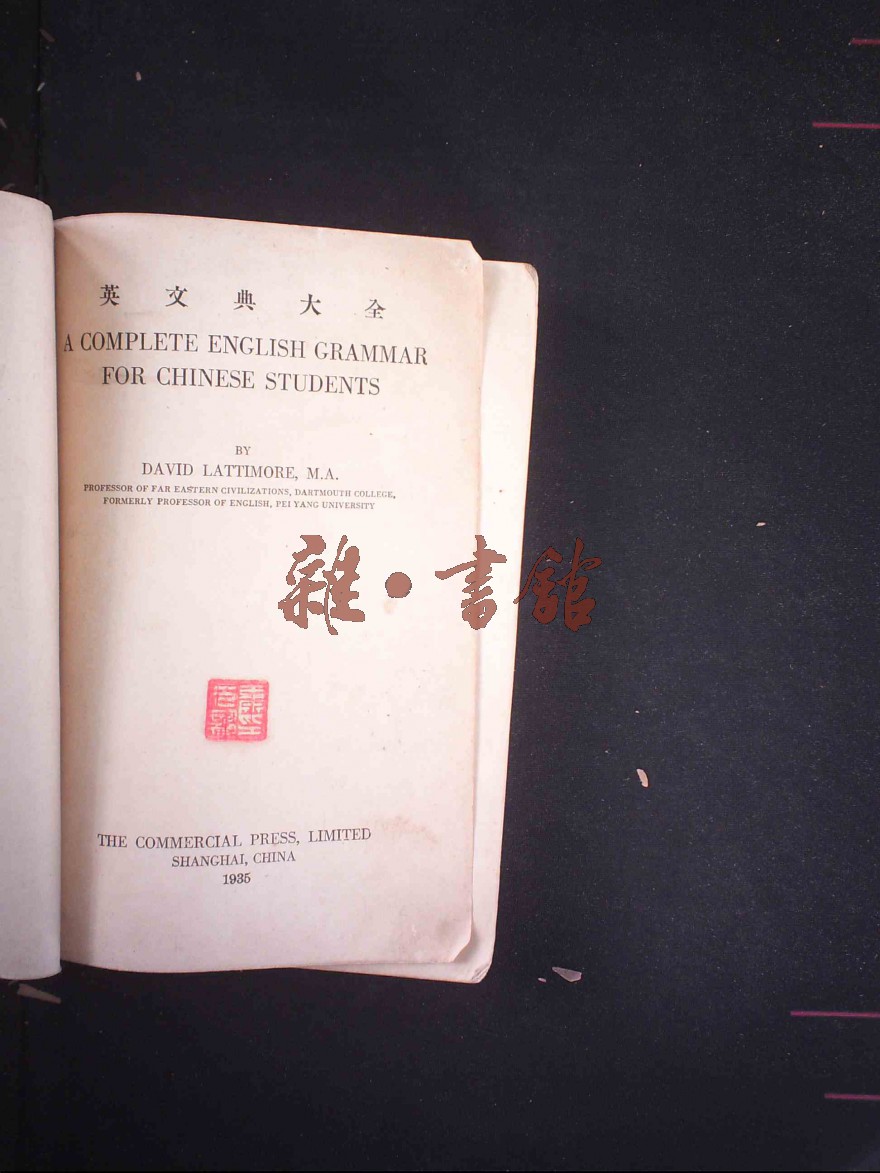 英文典大全
A COMPLETE ENGLISH GRAMMAR
FOR CHINESE STUDENTS
BY
DAVID LATTIMORE, M.A.
PROFESSOR OF FAR EASTERN CIVILIZATIONS, DARTMOUTH COLLEGE,
FORMERLY PROFESSOR OF ENGLISH, PEI YANG UNIVERSITY
雜·書館
THE COMMERCIAL PRESS, LIMITED
SHANGHAI, CHINA
1935